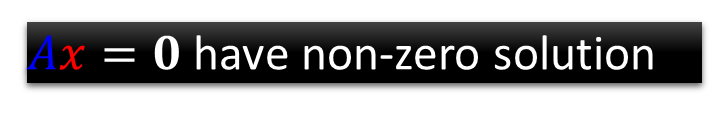 Ax = 0 have non-zero solution